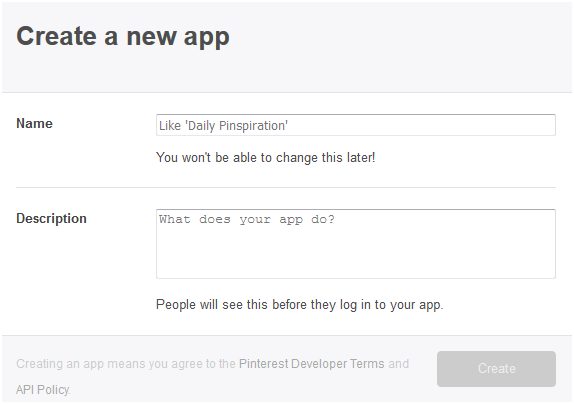 Create a new app
Name
Like 'Daily Pinspiration'
You won't be able to change this later!
Description
What does your app do?
People will see this before they log in to your app.
Creating an app means you agree to the Pinterest Developer Terms and
API Policy.
Create